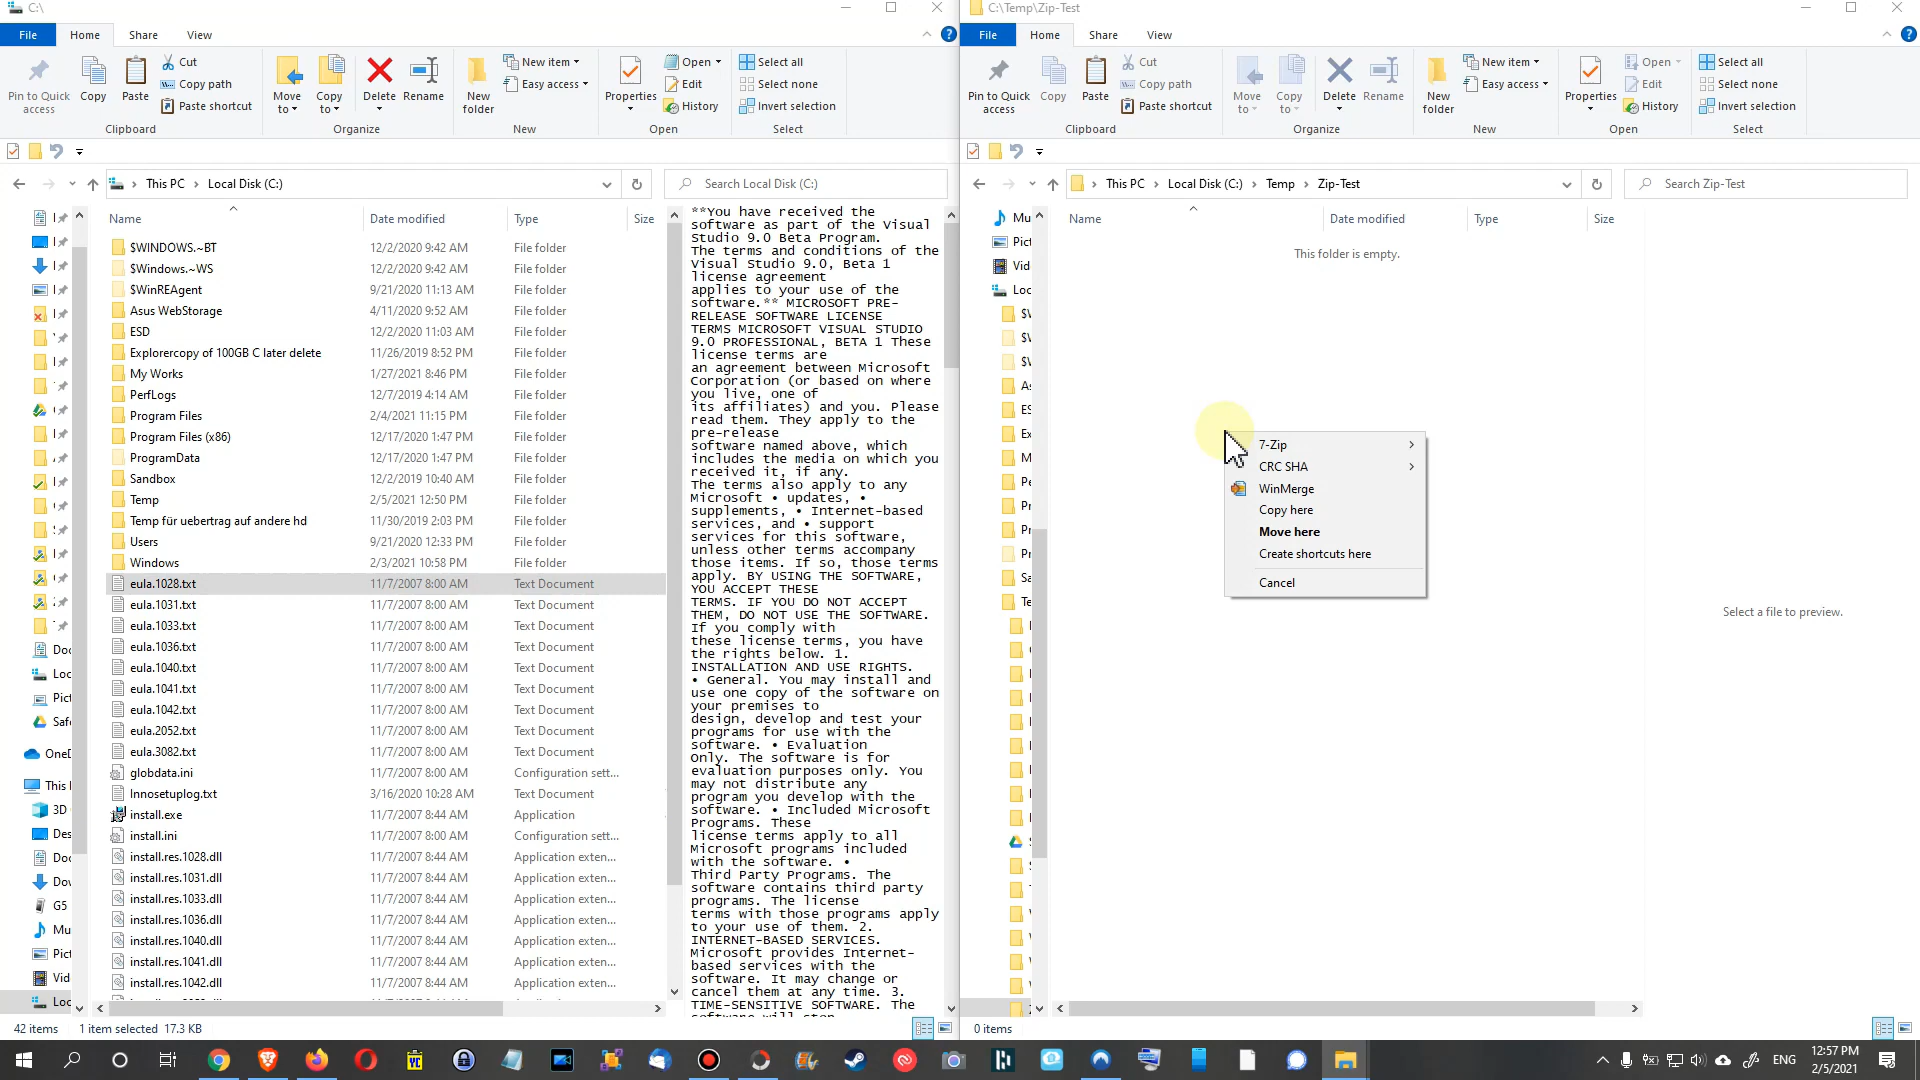 C:\
File Home Share View
Pin to Quick access
Copy
Paste
Cut
Copy path
Paste shortcut
Clipboard
Move to
Copy to
Delete
Rename
Organize
New folder
New item
Easy access
New
Properties
Open
Edit
History
Open
Select all
Select none
Invert selection
Select
This PC Local Disk (C:)
Search Local Disk (C:)
Name Date modified Type Size
$WINDOWS.~BT 12/2/2020 9:42 AM File folder
$Windows.~WS 12/2/2020 9:42 AM File folder
$WinREAgent 9/21/2020 11:13 AM File folder
Asus WebStorage 4/11/2020 9:52 AM File folder
ESD 12/2/2020 11:03 AM File folder
Explorercopy of 100GB C later delete 11/26/2019 8:52 PM File folder
My Works 1/27/2021 8:46 PM File folder
PerfLogs 12/7/2019 4:14 AM File folder
Program Files 2/4/2021 11:15 PM File folder
Program Files (x86) 12/17/2020 1:47 PM File folder
ProgramData 12/17/2020 1:47 PM File folder
Sandbox 12/2/2019 10:40 AM File folder
Temp 2/5/2021 12:50 PM File folder
Temp für uebertrag auf andere hd 11/30/2019 2:03 PM File folder
Users 9/21/2020 12:33 PM File folder
Windows 2/3/2021 10:58 PM File folder
eula.1028.txt 11/7/2007 8:00 AM Text Document
eula.1031.txt 11/7/2007 8:00 AM Text Document
eula.1033.txt 11/7/2007 8:00 AM Text Document
eula.1036.txt 11/7/2007 8:00 AM Text Document
eula.1040.txt 11/7/2007 8:00 AM Text Document
eula.1041.txt 11/7/2007 8:00 AM Text Document
eula.1042.txt 11/7/2007 8:00 AM Text Document
eula.2052.txt 11/7/2007 8:00 AM Text Document
eula.3082.txt 11/7/2007 8:00 AM Text Document
globdata.ini 11/7/2007 8:00 AM Configuration sett...
Innosetuplog.txt 3/16/2020 10:28 AM Text Document
install.exe 11/7/2007 8:44 AM Application
install.ini 11/7/2007 8:44 AM Configuration sett...
install.res.1028.dll 11/7/2007 8:44 AM Application exten...
install.res.1031.dll 11/7/2007 8:44 AM Application exten...
install.res.1033.dll 11/7/2007 8:44 AM Application exten...
install.res.1036.dll 11/7/2007 8:44 AM Application exten...
install.res.1040.dll 11/7/2007 8:44 AM Application exten...
install.res.1041.dll 11/7/2007 8:44 AM Application exten...
install.res.1042.dll 11/7/2007 8:44 AM Application exten...
Doc
Loc
Pict
Safe
OneD
This
3D
Des
Doc
Dov
G5
Mu
Pict
Vid
Loc
**You have received the
software as part of the Visual
Studio 9.0 Beta Program.
The terms and conditions of the
Visual Studio 9.0, Beta 1
license agreement
applies to your use of the
software.** MICROSOFT PRE-
RELEASE SOFTWARE LICENSE
TERMS MICROSOFT VISUAL STUDIO
9.0 PROFESSIONAL, BETA 1 These
license terms are
an agreement between Microsoft
Corporation (or based on where
you live, one of
its affiliates) and you. Please
read them. They apply to the
pre-release
software named above, which
includes the media on which you
received it, if any.
The terms also apply to any
Microsoft • updates, •
supplements, • Internet-based
services, and • support
services for this software,
unless other terms accompany
those items. If so, those terms
apply. BY USING THE SOFTWARE,
YOU ACCEPT THESE
TERMS. IF YOU DO NOT ACCEPT
THEM, DO NOT USE THE SOFTWARE.
If you comply with
these license terms, you have
the rights below. 1.
INSTALLATION AND USE RIGHTS.
• General. You may install and
use one copy of the software on
your premises to
design, develop and test your
programs for use with the
software. • Evaluation
Only. The software is for
evaluation purposes only. You
may not distribute any
program you develop with the
software. • Included Microsoft
Programs. These
license terms apply to all
Microsoft programs included
with the software. •
Third Party Programs. The
software contains third party
programs. The license
terms with those programs apply
to your use of them. 2.
INTERNET-BASED SERVICES.
Microsoft provides Internet-
based services with the
software. It may change or
cancel them at any time. 3.
TIME-SENSITIVE SOFTWARE. The
software will stop
42 items 1 item selected 17.3 KB
C:\Temp\Zip-Test
File Home Share View
Pin to Quick access
Copy
Paste
Cut
Copy path
Paste shortcut
Clipboard
Move to
Copy to
Delete
Rename
Organize
New folder
New item
Easy access
New
Properties
Open
Edit
History
Open
Select all
Select none
Invert selection
Select
This PC Local Disk (C:) Temp Zip-Test
Search Zip-Test
Name Date modified Type Size
This folder is empty.
Mu
Pict
Vid
Loc
7-Zip
CRC SHA
WinMerge
Copy here
Move here
Create shortcuts here
Cancel
Select a file to preview.
0 items
ENG
12:57 PM
2/5/2021